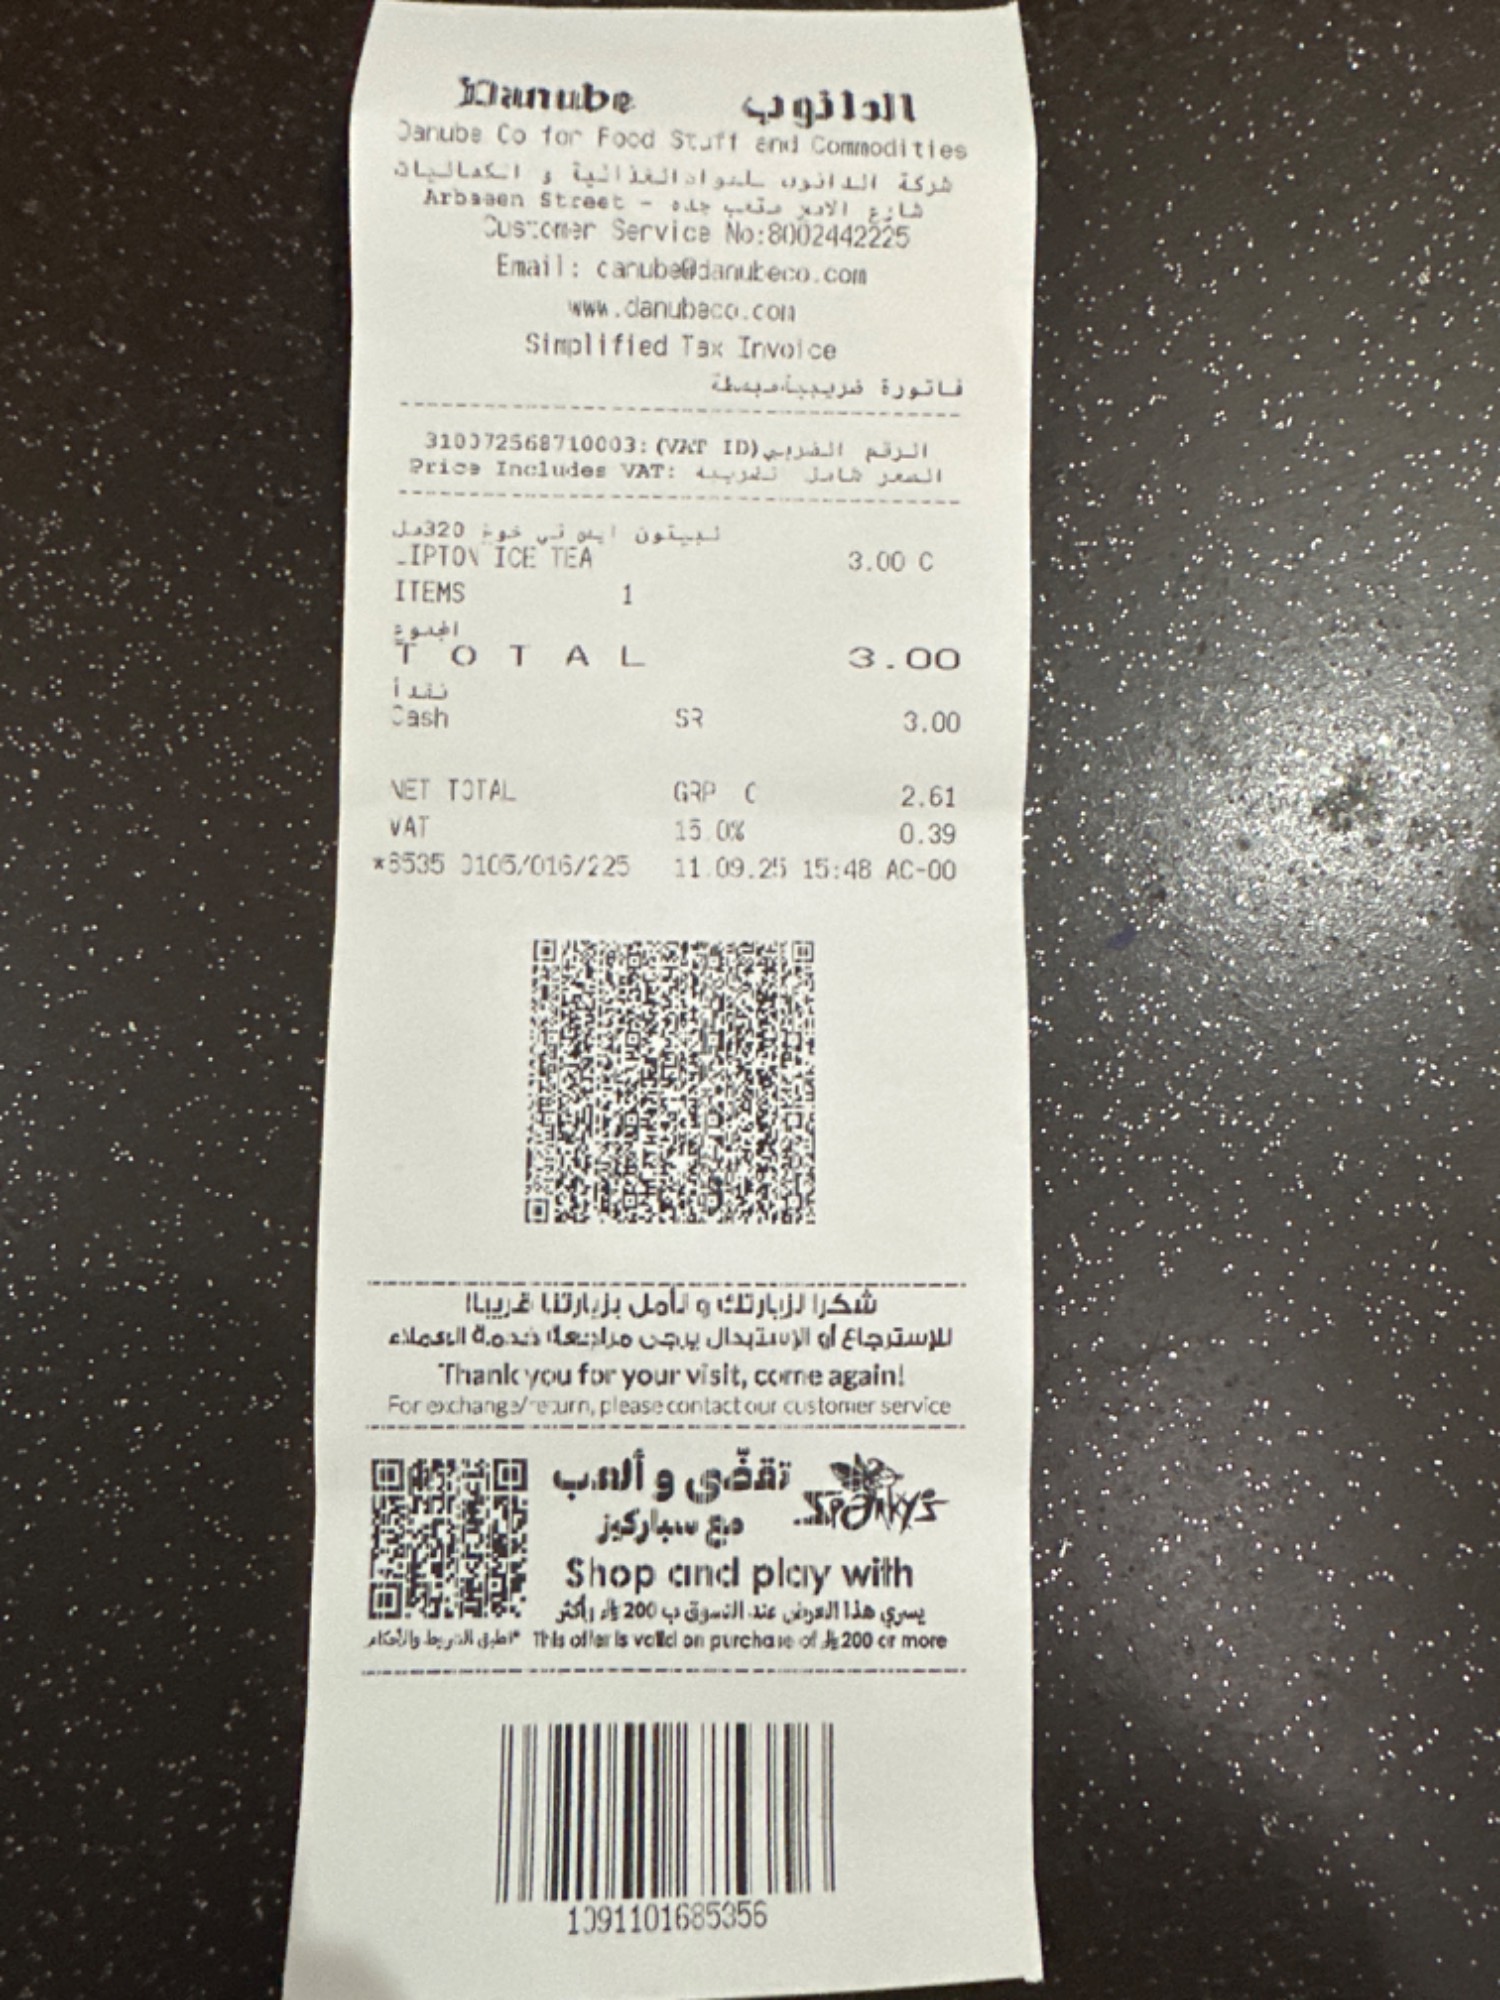 Danube الدانوب
Danube Co for Food Stuff and Commodities
شركة الدانوب للمواد الغذائية و الكماليات
شارع الامير متعب جده - Arbaeen Street
Customer Service No:8002442225
Email: danube@danubeco.com
www.danubeco.com
Simplified Tax Invoice
فاتورة ضريبية مبسطة
الرقم الضريبي (VAT ID):310072568710003
السعر شامل الضريبه :Price Includes VAT
ليبتون ايس تي خوخ 320مل
LIPTON ICE TEA 3.00 C
ITEMS 1
المجموع
TOTAL 3.00
نقدأ
Cash SR 3.00
NET TOTAL GRP C 2.61
VAT 15.0% 0.39
*8535 0105/016/225 11.09.25 15:48 AC-00
شكرا لزيارتك و نأمل بزيارتنا قريبا!
للإسترجاع أو الإستبدال يرجى مراجعة خدمة العملاء
Thank you for your visit, come again!
For exchange/return, please contact our customer service
تقضّى و ألعب
مع سباركيز
Sparky's
Shop and play with
يسري هذا العرض عند التسوق ب 200 أو أكثر
This offer is valid on purchase of 200 or more
*تطبق الشروط والأحكام
1091101685356